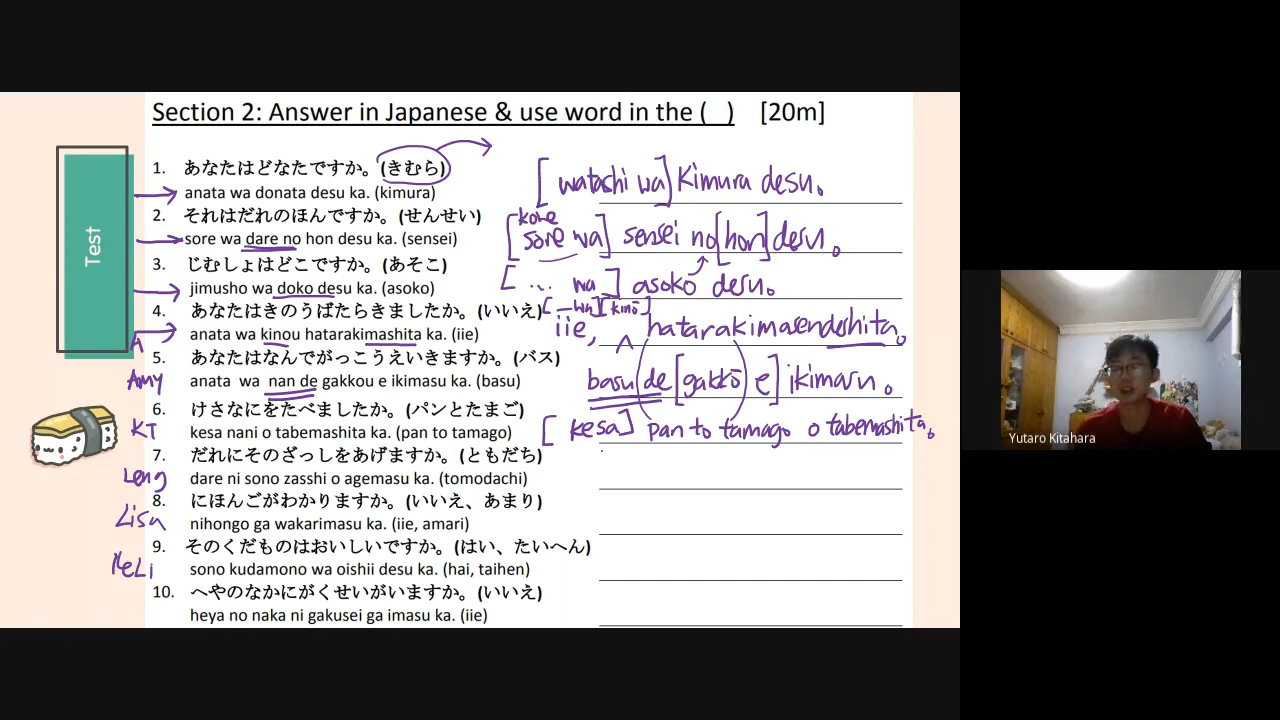 Section 2: Answer in Japanese & use word in the ( ) [20m]
Test
1. あなたはどなたですか。(きむら)
anata wa donata desu ka. (kimura)
[watashi wa] Kimura desu.
2. それはだれのほんですか。(せんせい)
sore wa dare no hon desu ka. (sensei)
kore
[sore wa] sensei no [hon] desu.
3. じむしょはどこですか。(あそこ)
jimusho wa doko desu ka. (asoko)
[... wa] asoko desu.
4. あなたはきのうばたらきましたか。(いいえ)
anata wa kinou hatarakimashita ka. (iie)
[— wa] [kinō]
iie, hatarakimasendeshita.
A
5. あなたはなんでがっこうえいきますか。(バス)
anata wa nan de gakkou e ikimasu ka. (basu)
basu de [gakkō e] ikimasu.
Amy
6. けさなにをたべましたか。(パンとたまご)
kesa nani o tabemashita ka. (pan to tamago)
[kesa] pan to tamago o tabemashita.
KT
7. だれにそのざっしをあげますか。(ともだち)
dare ni sono zasshi o agemasu ka. (tomodachi)
Leng
8. にほんごがわかりますか。(いいえ、あまり)
nihongo ga wakarimasu ka. (iie, amari)
Lisa
9. そのくだものはおいしいですか。(はい、たいへん)
sono kudamono wa oishii desu ka. (hai, taihen)
MeLi
10. へやのなかにがくせいがいますか。(いいえ)
heya no naka ni gakusei ga imasu ka. (iie)
Yutaro Kitahara